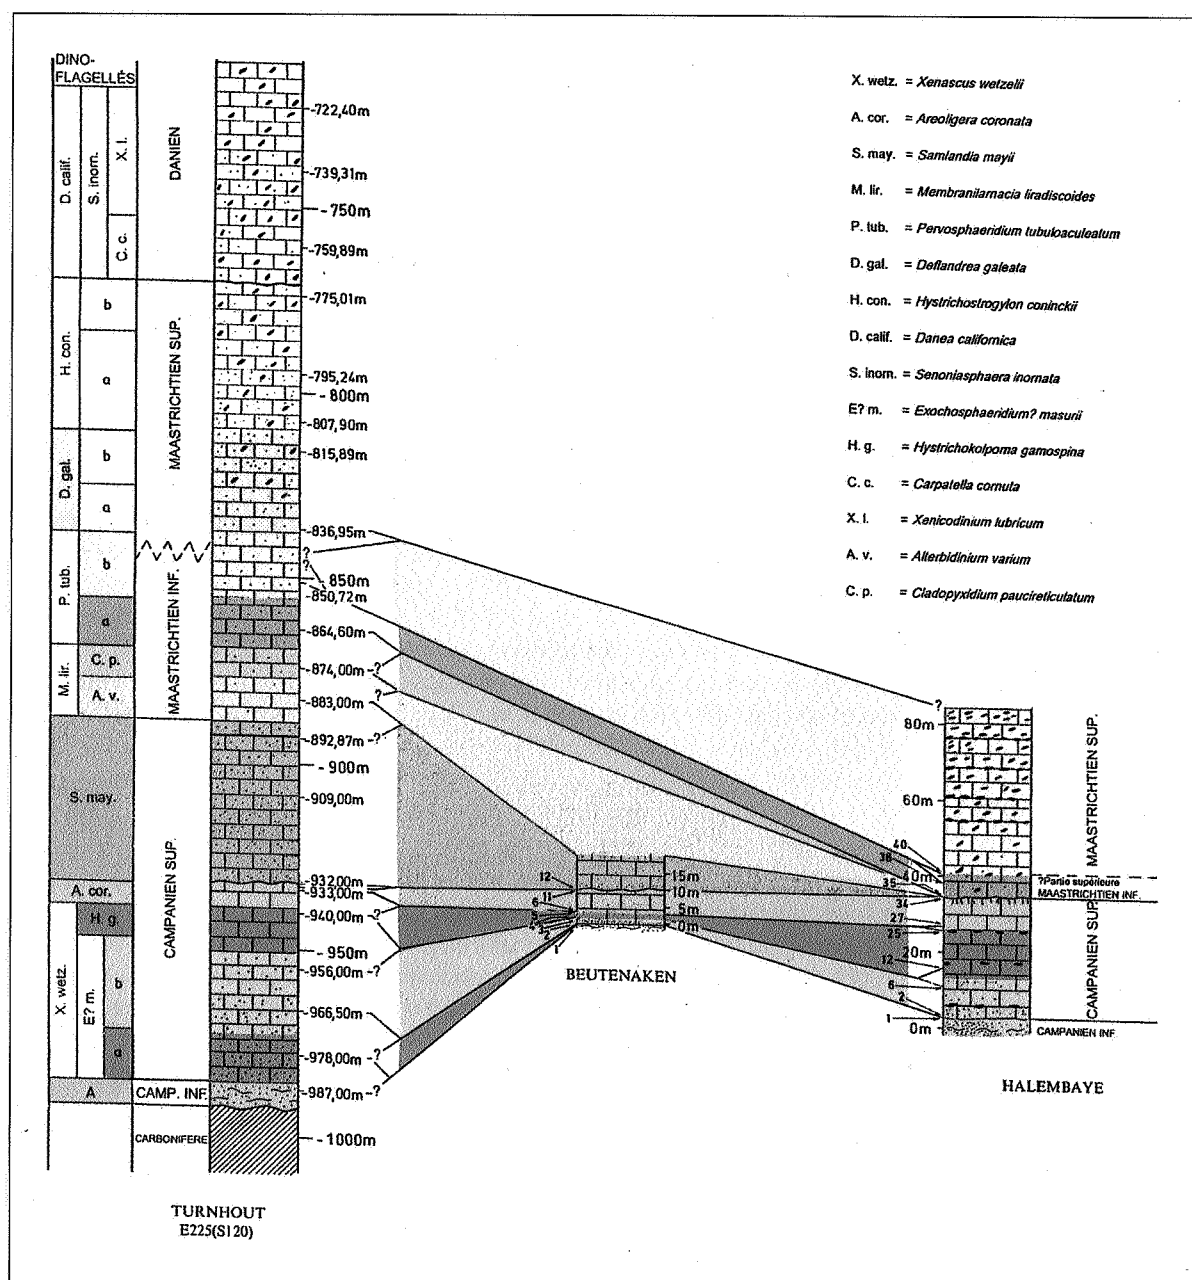 DINO-
FLAGELLÉS
D. calif.
S. inorn.
X. l.
C. c.
DANIEN
H. con.
b
a
MAASTRICHTIEN SUP.
D. gal.
b
a
P. tub.
b
a
MAASTRICHTIEN INF.
M. lir.
C. p.
A. v.
S. may.
A. cor.
CAMPANIEN SUP.
X. wetz.
H. g
E? m.
b
a
A
CAMP. INF.
CARBONIFERE
-722,40m
-739,31m
- 750m
-759,89m
-775,01m
-795,24m
- 800m
-807,90m
-815,89m
-836,95m
?
?
- 850m
-850,72m
-864,60m
-874,00m -?
?
-883,00m
-892,87m -?
- 900m
-909,00m
-932,00m
-933,00m
-940,00m -?
- 950m
-956,00m -?
-966,50m
-?
-978,00m
-987,00m -?
- 1000m
TURNHOUT
E225(S120)
X. wetz. = Xenascus wetzelii
A. cor. = Areoligera coronata
S. may. = Samlandia mayii
M. lir. = Membranilarnacia liradiscoides
P. tub. = Pervosphaeridium tubuloaculeatum
D. gal. = Deflandrea galeata
H. con. = Hystrichostrogylon coninckii
D. calif. = Danea californica
S. inorn. = Senoniasphaera inornata
E? m. = Exochosphaeridium? masurii
H. g. = Hystrichokolpoma gamospina
C. c. = Carpatella cornuta
X. l. = Xenicodinium lubricum
A. v. = Alterbidinium varium
C. p. = Cladopyxidium paucireticulatum
12
11
6
5
4
3
2
1
15m
10m
5m
0m
BEUTENAKEN
?
80m
60m
40m
20m
0m
40
38
35
34
27
25
12
6
2
1
MAASTRICHTIEN SUP.
?Partie supérieure
MAASTRICHTIEN INF.
CAMPANIEN SUP.
CAMPANIEN INF
HALEMBAYE